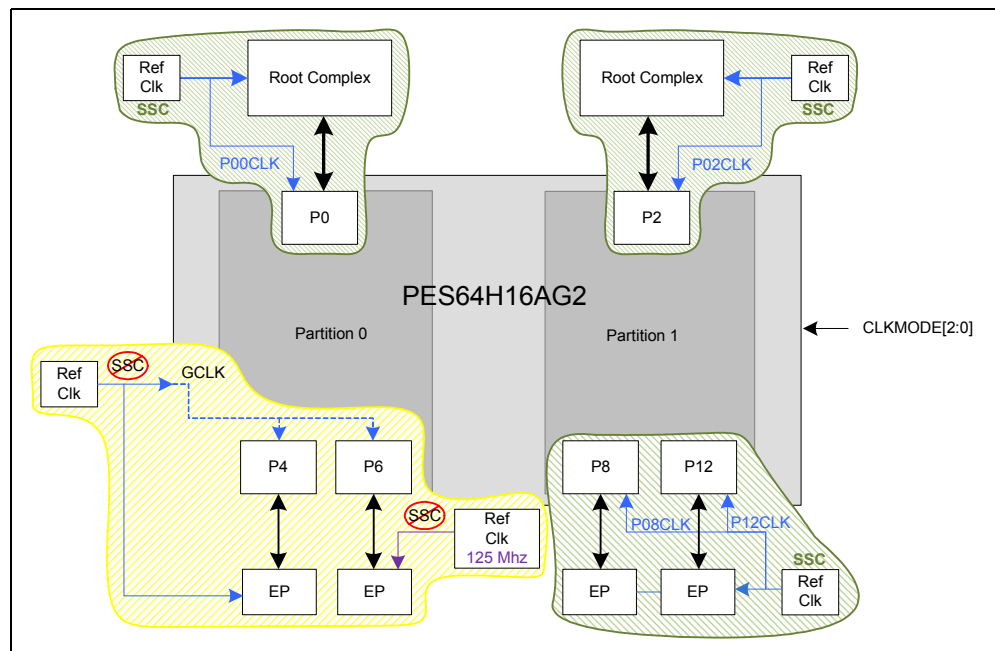 Ref
Clk
SSC
Root Complex
Root Complex
Ref
Clk
SSC
P00CLK
P02CLK
P0
P2
PES64H16AG2
Partition 0
Partition 1
CLKMODE[2:0]
Ref
Clk
SSC
GCLK
P4
P6
P8
P12
SSC
Ref
Clk
125 Mhz
P08CLK
P12CLK
SSC
EP
EP
EP
EP
Ref
Clk